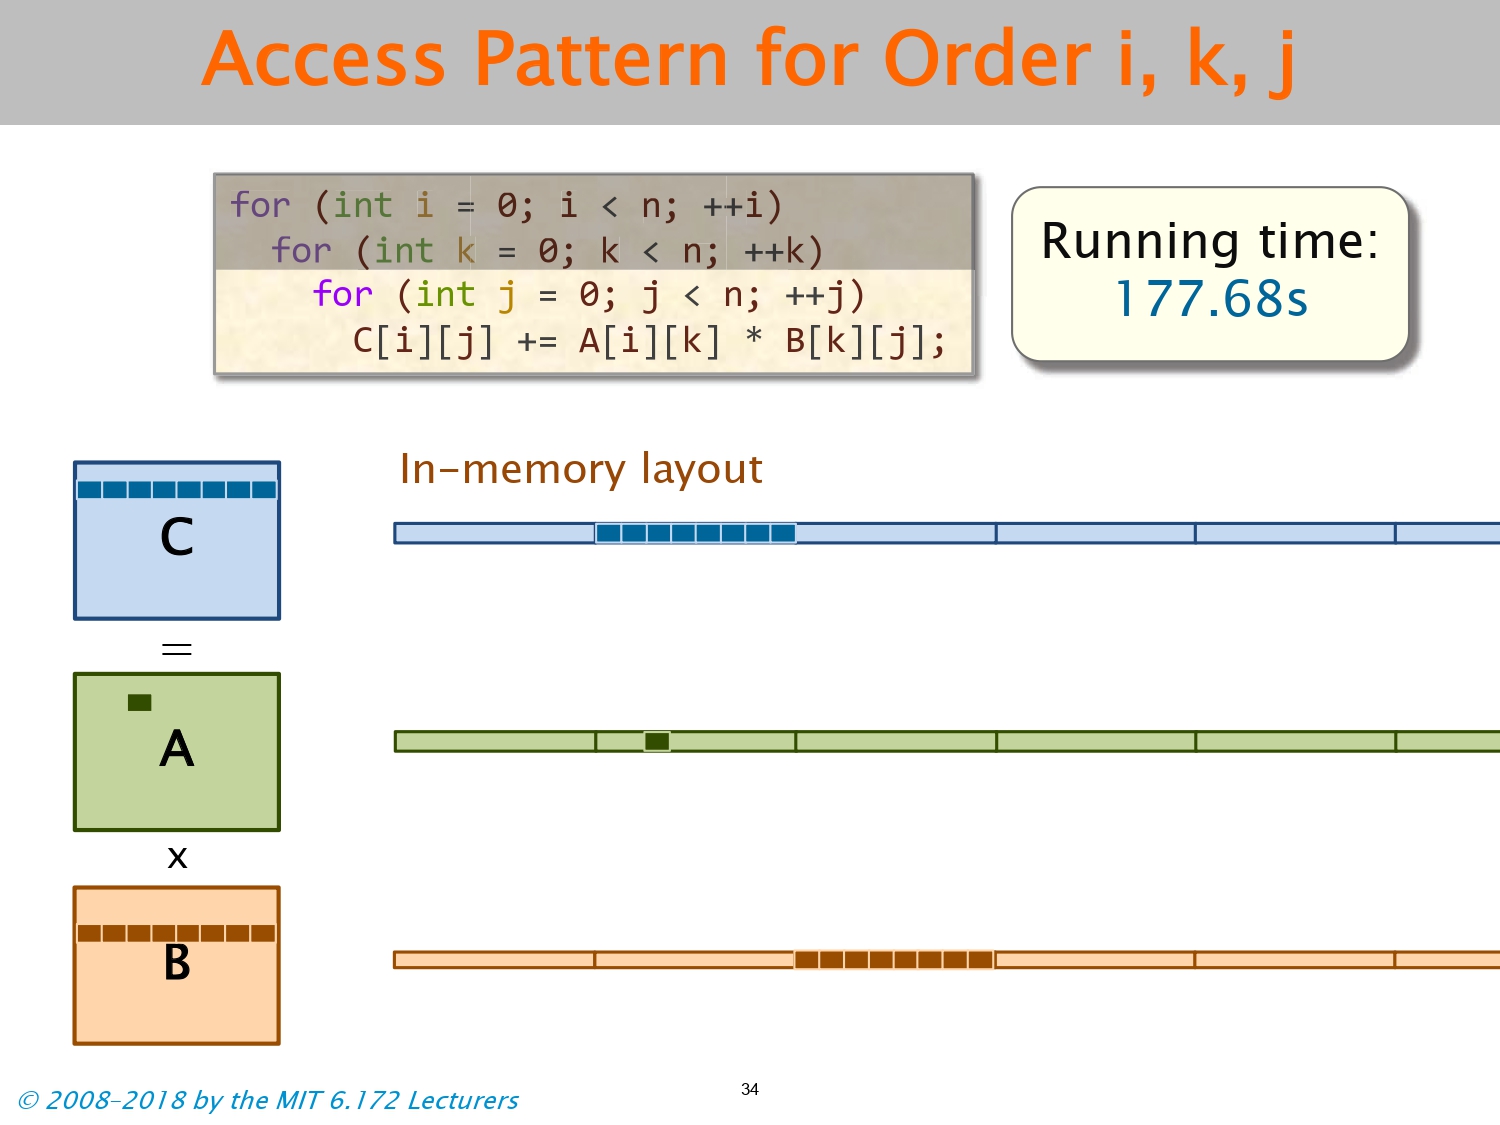 Access Pattern for Order i, k, j
for (int i = 0; i < n; ++i)
  for (int k = 0; k < n; ++k)
    for (int j = 0; j < n; ++j)
      C[i][j] += A[i][k] * B[k][j];
Running time:
177.68s
In-memory layout
C
=
A
x
B
© 2008–2018 by the MIT 6.172 Lecturers
34